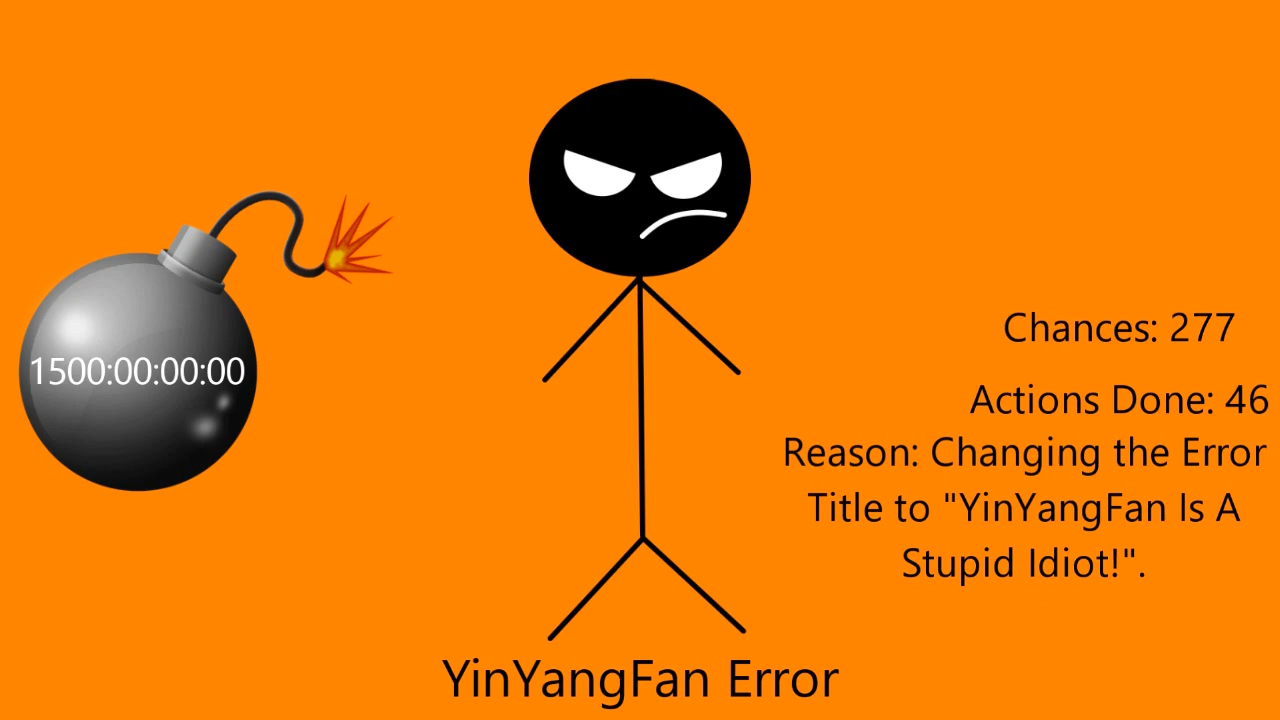 1500:00:00:00
Chances: 277
Actions Done: 46
Reason: Changing the Error
Title to "YinYangFan Is A
Stupid Idiot!".
YinYangFan Error